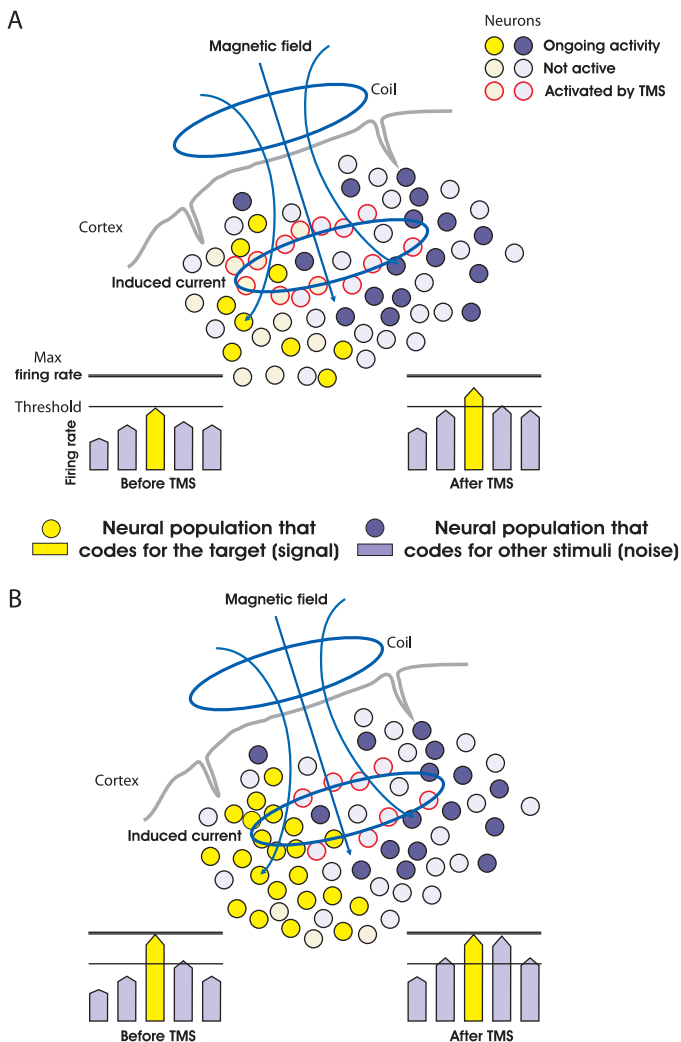 A
Neurons
Ongoing activity
Not active
Activated by TMS
Magnetic field
Coil
Cortex
Induced current
Max
firing rate
Threshold
Firing rate
Before TMS
After TMS
Neural population that
codes for the target (signal)
Neural population that
codes for other stimuli (noise)
B
Magnetic field
Coil
Cortex
Induced current
Before TMS
After TMS